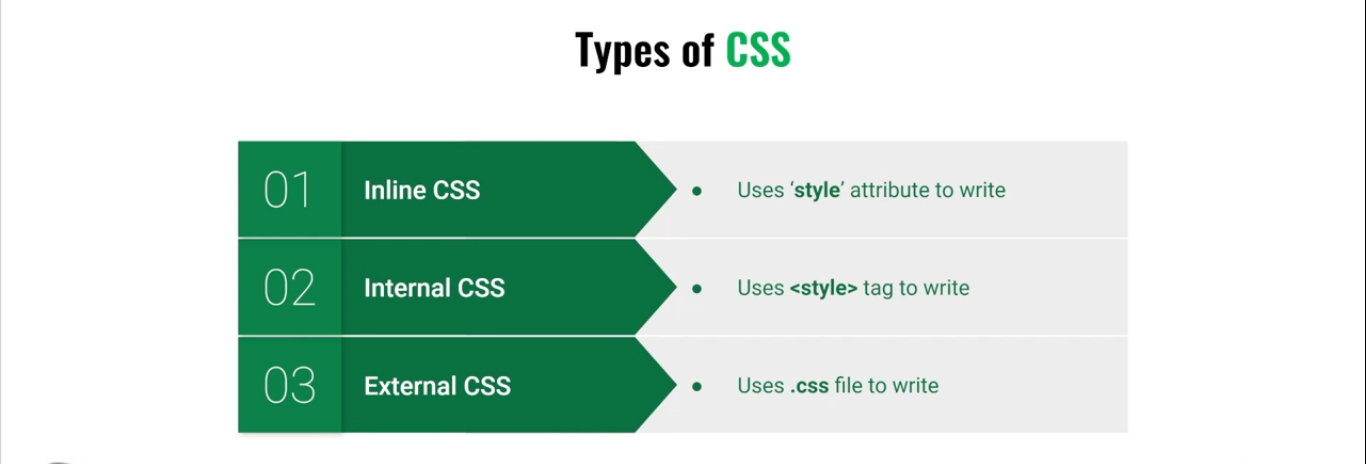 Types of CSS
01 Inline CSS • Uses ‘style’ attribute to write
02 Internal CSS • Uses <style> tag to write
03 External CSS • Uses .css file to write